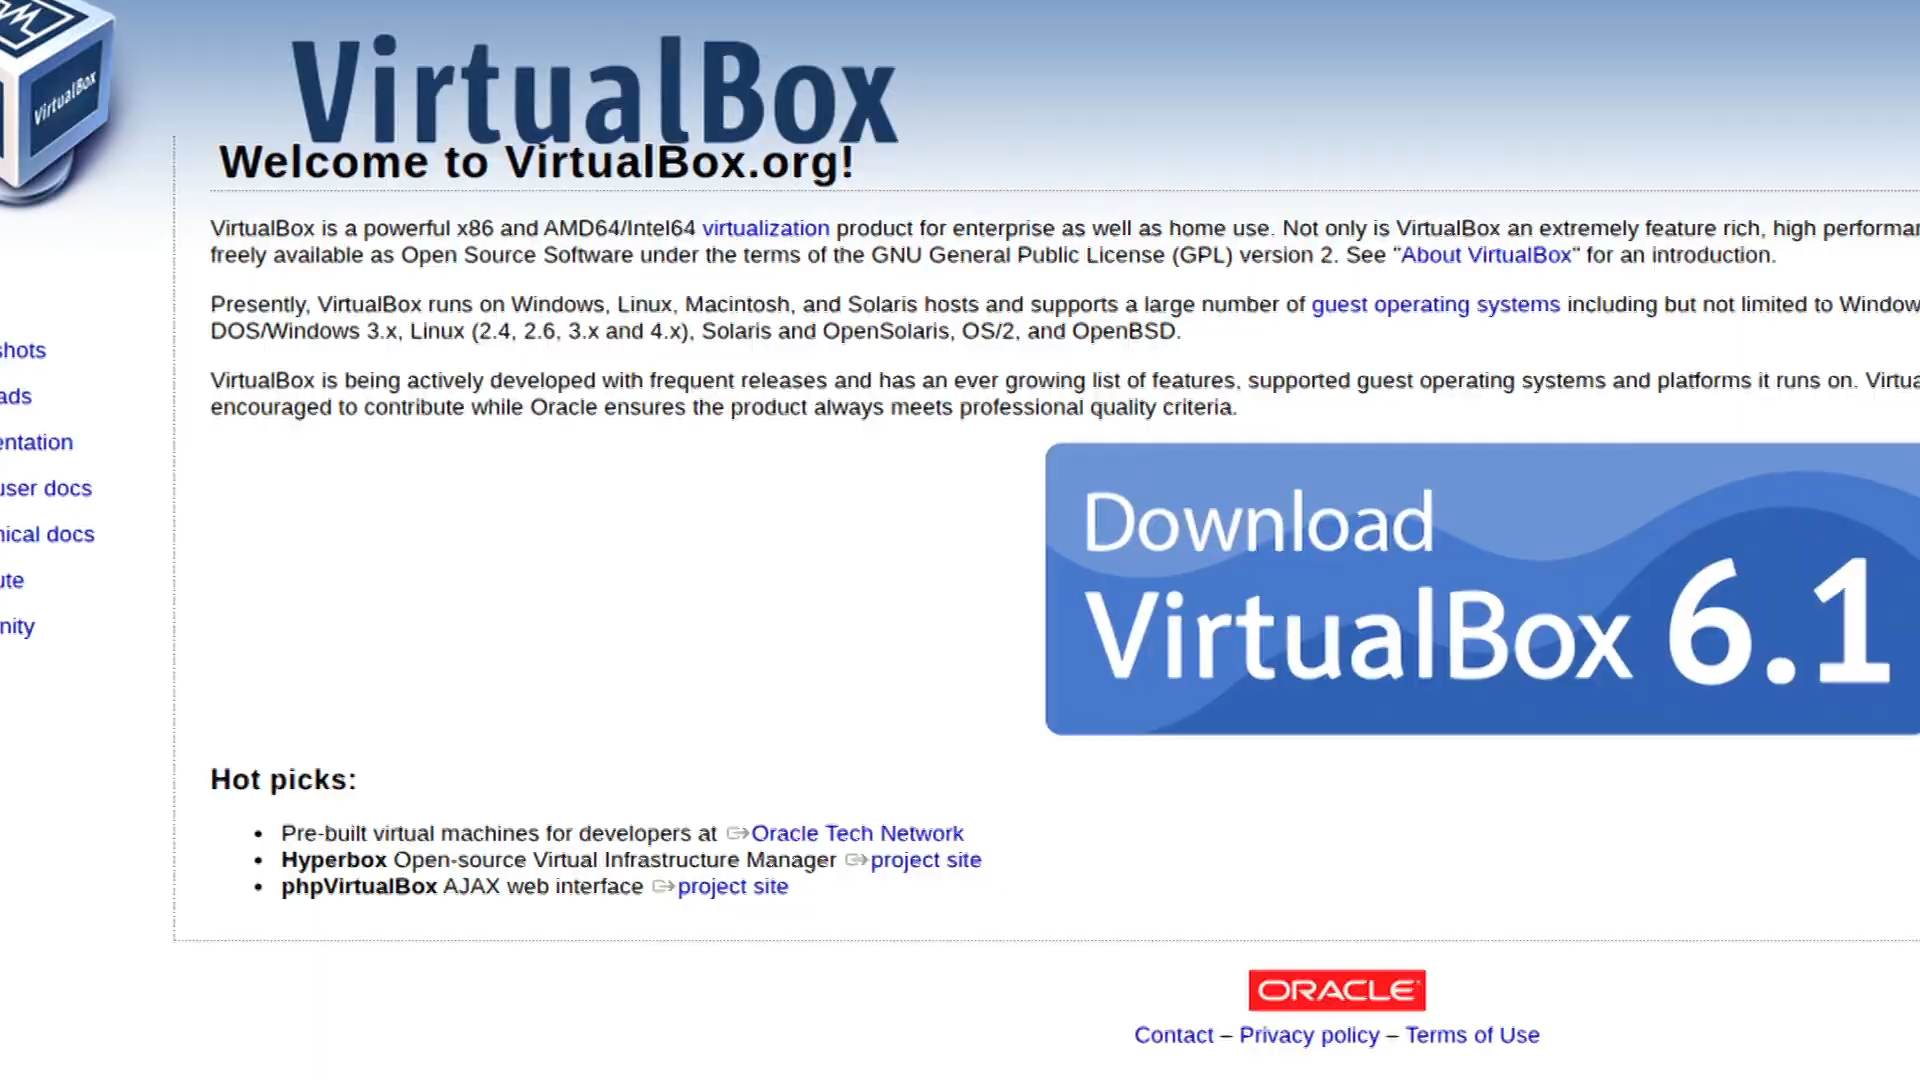 VirtualBox
VirtualBox
Welcome to VirtualBox.org!
VirtualBox is a powerful x86 and AMD64/Intel64 virtualization product for enterprise as well as home use. Not only is VirtualBox an extremely feature rich, high
freely available as Open Source Software under the terms of the GNU General Public License (GPL) version 2. See "About VirtualBox" for an introduction.
Presently, VirtualBox runs on Windows, Linux, Macintosh, and Solaris hosts and supports a large number of guest operating systems including but not limited to
DOS/Windows 3.x, Linux (2.4, 2.6, 3.x and 4.x), Solaris and OpenSolaris, OS/2, and OpenBSD.
VirtualBox is being actively developed with frequent releases and has an ever growing list of features, supported guest operating systems and platforms it runs on.
encouraged to contribute while Oracle ensures the product always meets professional quality criteria.
shots
ads
entation
user docs
nical docs
ute
nity
Download
VirtualBox 6.1
Hot picks:
• Pre-built virtual machines for developers at Oracle Tech Network
• Hyperbox Open-source Virtual Infrastructure Manager project site
• phpVirtualBox AJAX web interface project site
ORACLE
Contact – Privacy policy – Terms of Use